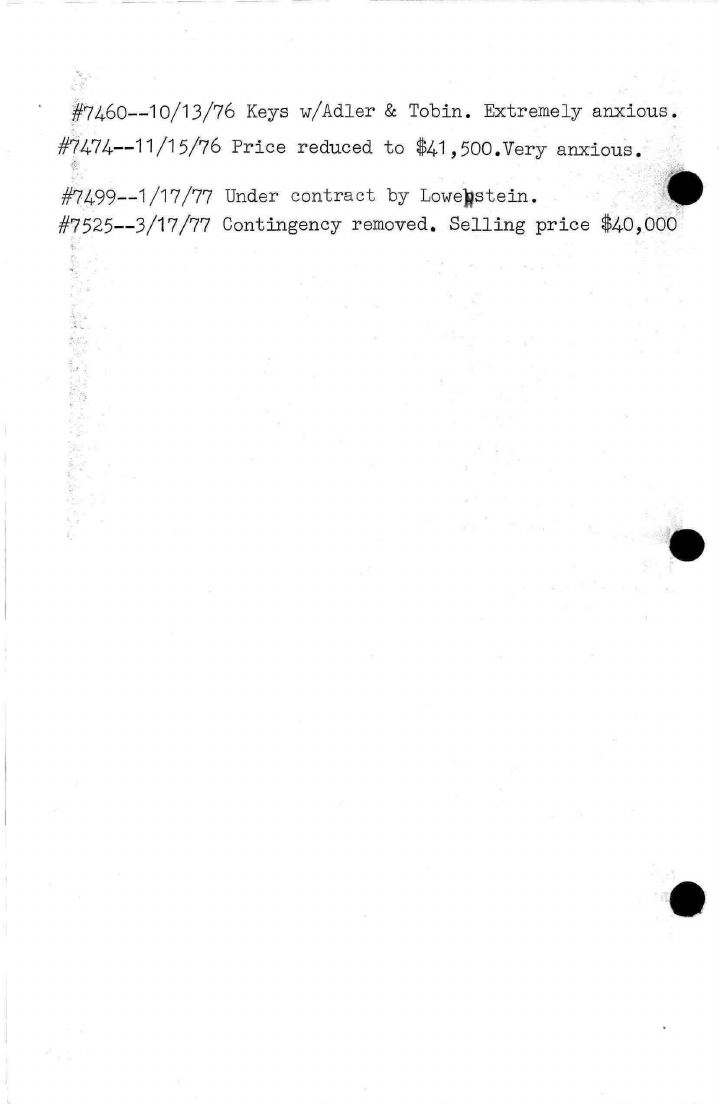 #7460--10/13/76 Keys w/Adler & Tobin. Extremely anxious.
#7474--11/15/76 Price reduced to $41,500.Very anxious.
#7499--1/17/77 Under contract by Lowenstein.
#7525--3/17/77 Contingency removed. Selling price $40,000